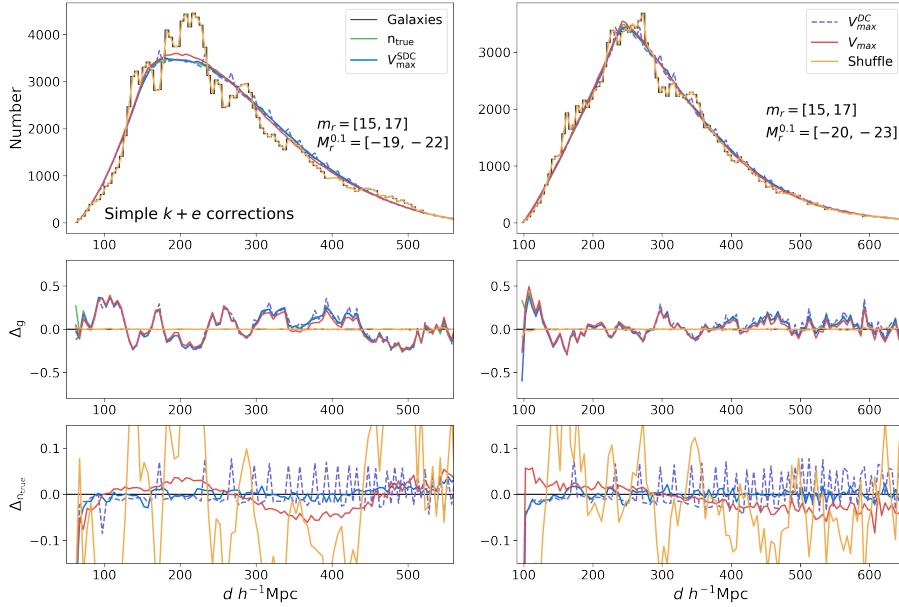 Galaxies
n_true
V_max^SDC
m_r = [15, 17]
M_r^0.1 = [−19, −22]
Simple k + e corrections
Number
4000
3000
2000
1000
0
100 200 300 400 500
V_max^DC
V_max
Shuffle
m_r = [15, 17]
M_r^0.1 = [−20, −23]
3000
2000
1000
0
100 200 300 400 500 600
Δ_g
0.5
0.0
−0.5
100 200 300 400 500
0.5
0.0
−0.5
100 200 300 400 500 600
Δ_n_true
0.1
0.0
−0.1
100 200 300 400 500
d h^−1Mpc
0.1
0.0
−0.1
100 200 300 400 500 600
d h^−1Mpc